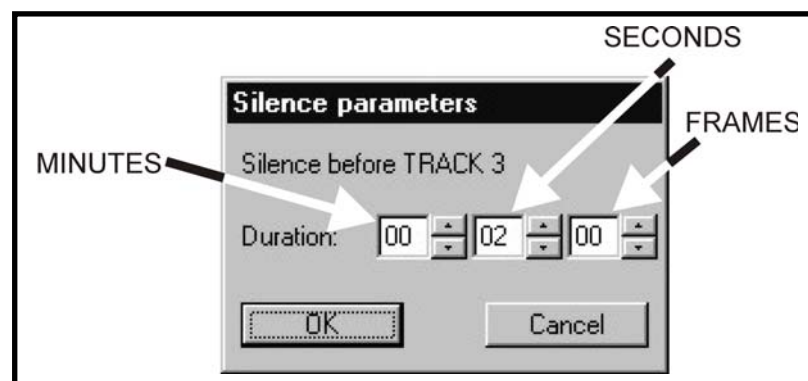 SECONDS
Silence parameters
FRAMES
MINUTES
Silence before TRACK 3
Duration: 00 02 00
OK Cancel